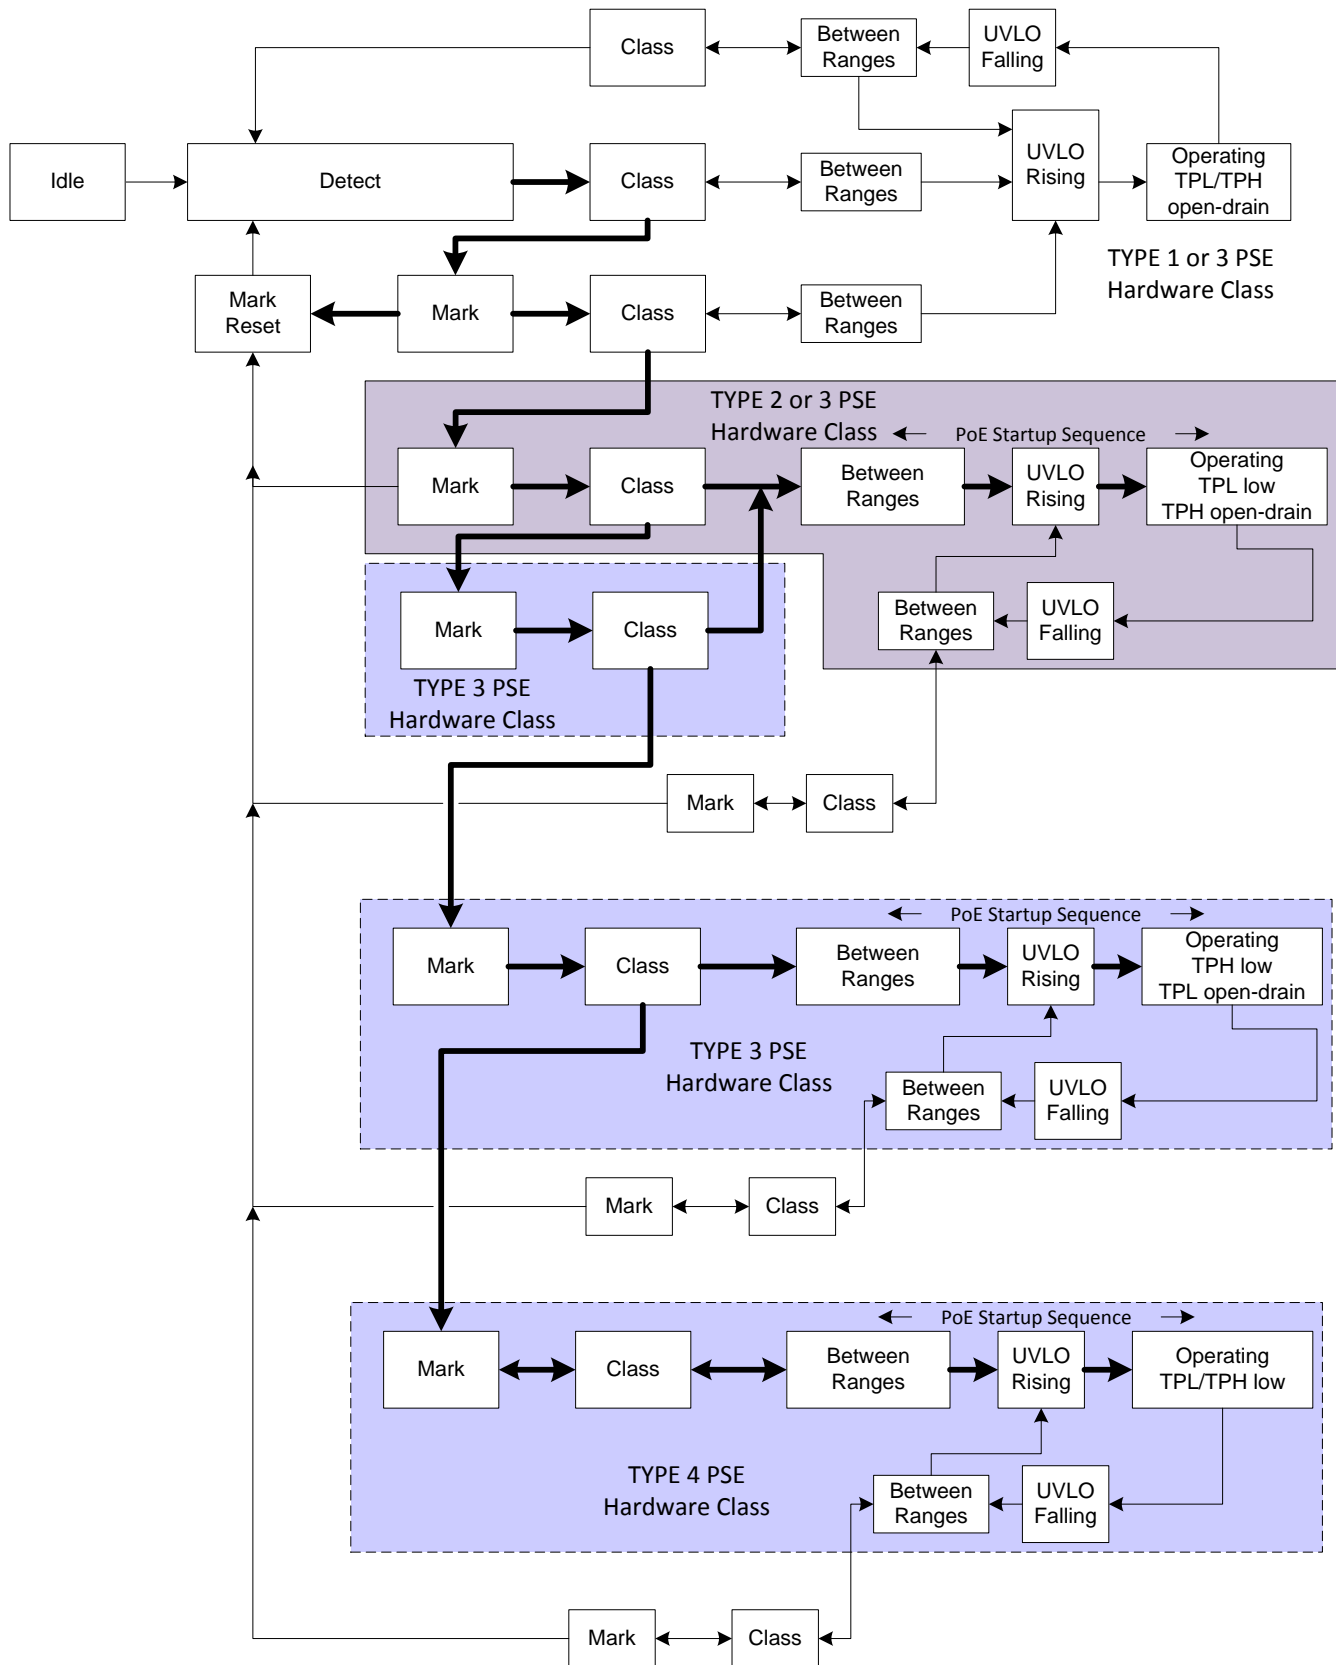 Class
Between
Ranges
UVLO
Falling
Idle
Detect
Class
Between
Ranges
UVLO
Rising
Operating
TPL/TPH
open-drain
TYPE 1 or 3 PSE
Hardware Class
Mark
Reset
Mark
Class
Between
Ranges
TYPE 2 or 3 PSE
Hardware Class
PoE Startup Sequence
Mark
Class
Between
Ranges
UVLO
Rising
Operating
TPL low
TPH open-drain
Between
Ranges
UVLO
Falling
Mark
Class
TYPE 3 PSE
Hardware Class
Mark
Class
PoE Startup Sequence
Mark
Class
Between
Ranges
UVLO
Rising
Operating
TPH low
TPL open-drain
TYPE 3 PSE
Hardware Class
Between
Ranges
UVLO
Falling
Mark
Class
PoE Startup Sequence
Mark
Class
Between
Ranges
UVLO
Rising
Operating
TPL/TPH low
TYPE 4 PSE
Hardware Class
Between
Ranges
UVLO
Falling
Mark
Class